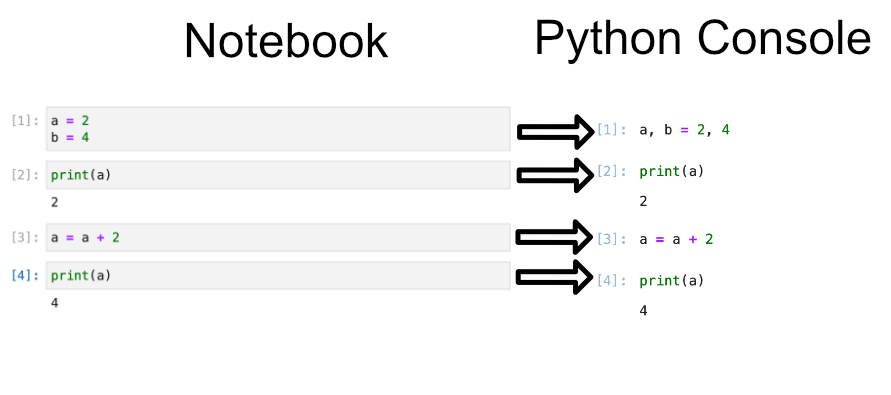 Notebook
Python Console
[1]: a = 2
b = 4
[2]: print(a)
2
[3]: a = a + 2
[4]: print(a)
4
[1]: a, b = 2, 4
[2]: print(a)
2
[3]: a = a + 2
[4]: print(a)
4